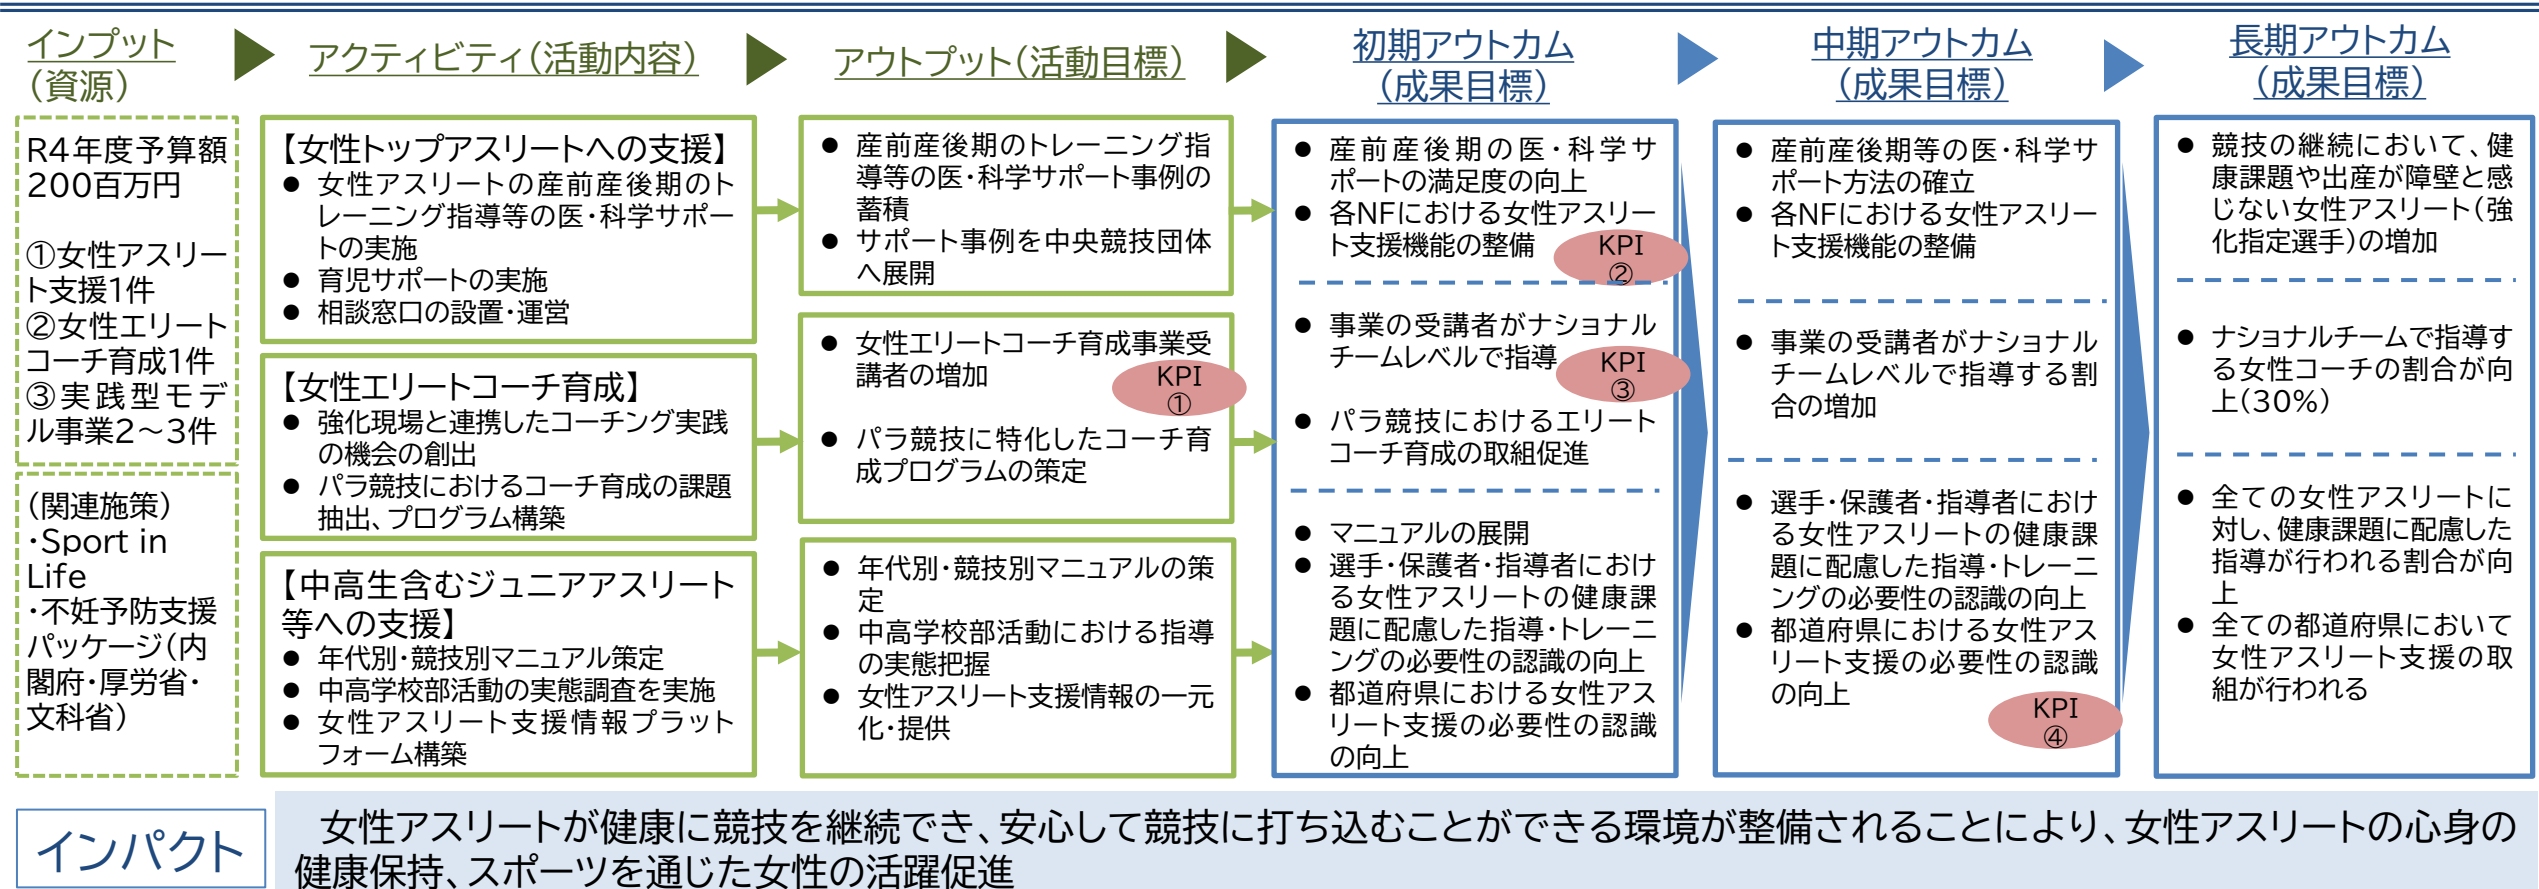 インプット
(資源)
アクティビティ(活動内容)
アウトプット(活動目標)
初期アウトカム
(成果目標)
中期アウトカム
(成果目標)
長期アウトカム
(成果目標)
R4年度予算額
200百万円
①女性アスリー
ト支援1件
②女性エリート
コーチ育成1件
③実践型モデ
ル事業2～3件
(関連施策)
・Sport in
Life
・不妊予防支援
パッケージ(内
閣府・厚労省・
文科省)
【女性トップアスリートへの支援】
● 女性アスリートの産前産後期のト
レーニング指導等の医・科学サポー
トの実施
● 育児サポートの実施
● 相談窓口の設置・運営
【女性エリートコーチ育成】
● 強化現場と連携したコーチング実践
の機会の創出
● パラ競技におけるコーチ育成の課題
抽出、プログラム構築
【中高生含むジュニアアスリート
等への支援】
● 年代別・競技別マニュアル策定
● 中高学校部活動の実態調査を実施
● 女性アスリート支援情報プラット
フォーム構築
● 産前産後期のトレーニング指
導等の医・科学サポート事例の
蓄積
● サポート事例を中央競技団体
へ展開
● 女性エリートコーチ育成事業受
講者の増加
KPI
①
● パラ競技に特化したコーチ育
成プログラムの策定
● 年代別・競技別マニュアルの策
定
● 中高学校部活動における指導
の実態把握
● 女性アスリート支援情報の一元
化・提供
● 産前産後期の医・科学サ
ポートの満足度の向上
● 各NFにおける女性アスリー
ト支援機能の整備
KPI
②
● 事業の受講者がナショナル
チームレベルで指導
KPI
③
● パラ競技におけるエリート
コーチ育成の取組促進
● マニュアルの展開
● 選手・保護者・指導者におけ
る女性アスリートの健康課
題に配慮した指導・トレーニ
ングの必要性の認識の向上
● 都道府県における女性アス
リート支援の必要性の認識
の向上
● 産前産後期等の医・科学サ
ポート方法の確立
● 各NFにおける女性アスリー
ト支援機能の整備
● 事業の受講者がナショナル
チームレベルで指導する割
合の増加
● 選手・保護者・指導者におけ
る女性アスリートの健康課
題に配慮した指導・トレーニ
ングの必要性の認識の向上
● 都道府県における女性アス
リート支援の必要性の認識
の向上
KPI
④
● 競技の継続において、健
康課題や出産が障壁と感
じない女性アスリート(強
化指定選手)の増加
● ナショナルチームで指導す
る女性コーチの割合が向
上(30%)
● 全ての女性アスリートに
対し、健康課題に配慮した
指導が行われる割合が向
上
● 全ての都道府県において
女性アスリート支援の取
組が行われる
インパクト
女性アスリートが健康に競技を継続でき、安心して競技に打ち込むことができる環境が整備されることにより、女性アスリートの心身の
健康保持、スポーツを通じた女性の活躍促進